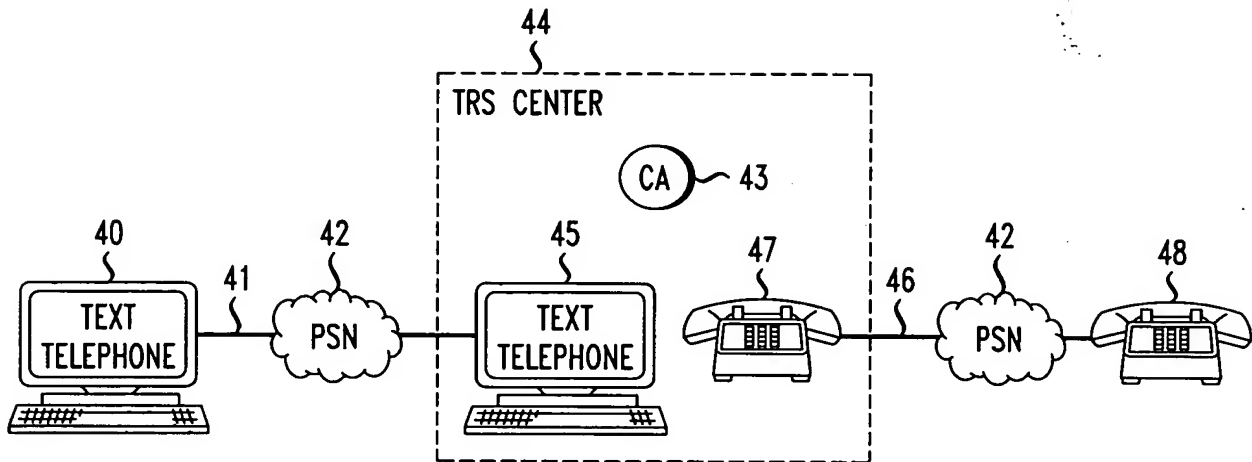 44
TRS CENTER
CA
43
40
42
45
47
42
48
41
46
TEXT
TELEPHONE
PSN
TEXT
TELEPHONE
PSN